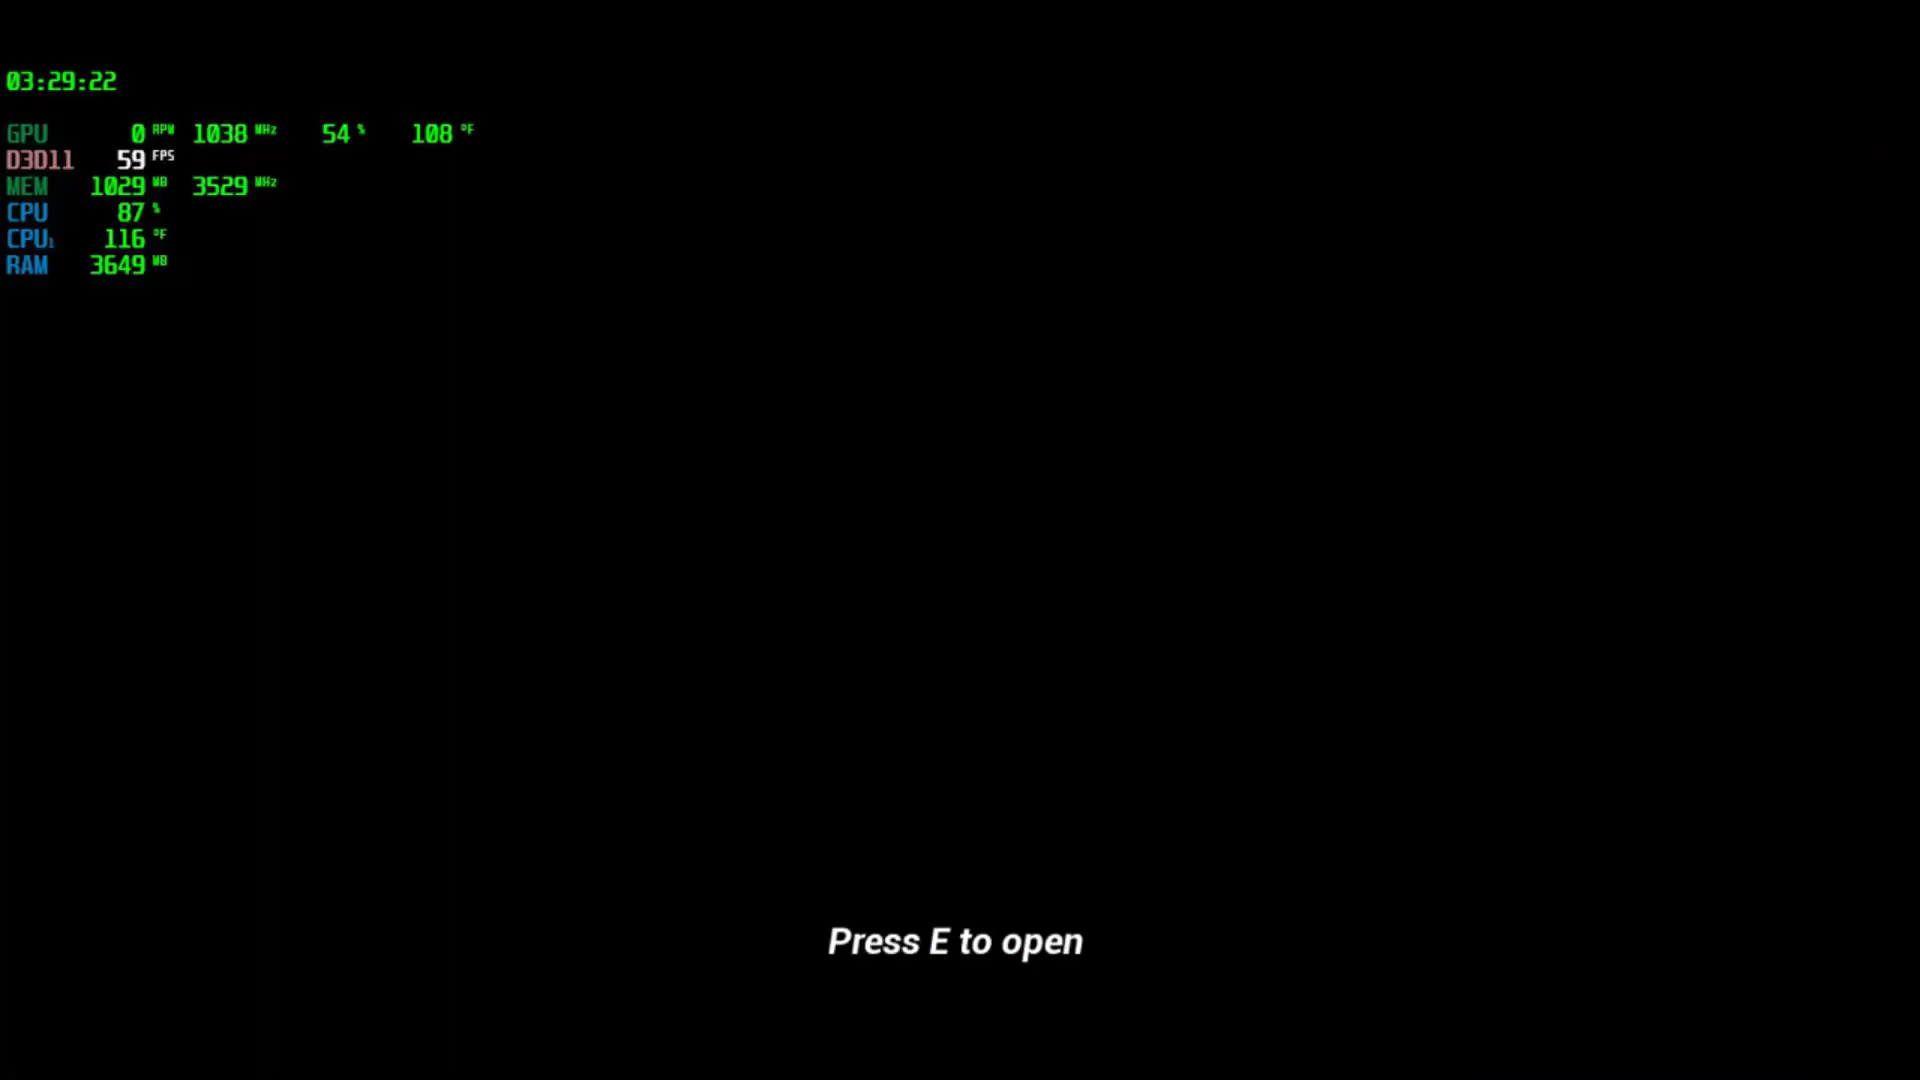 03:29:22
GPU 0 RPM 1038 MHz 54 % 108 °F
D3D11 59 FPS
MEM 1029 MB 3529 MHz
CPU 87 %
CPU1 116 °F
RAM 3649 MB
Press E to open